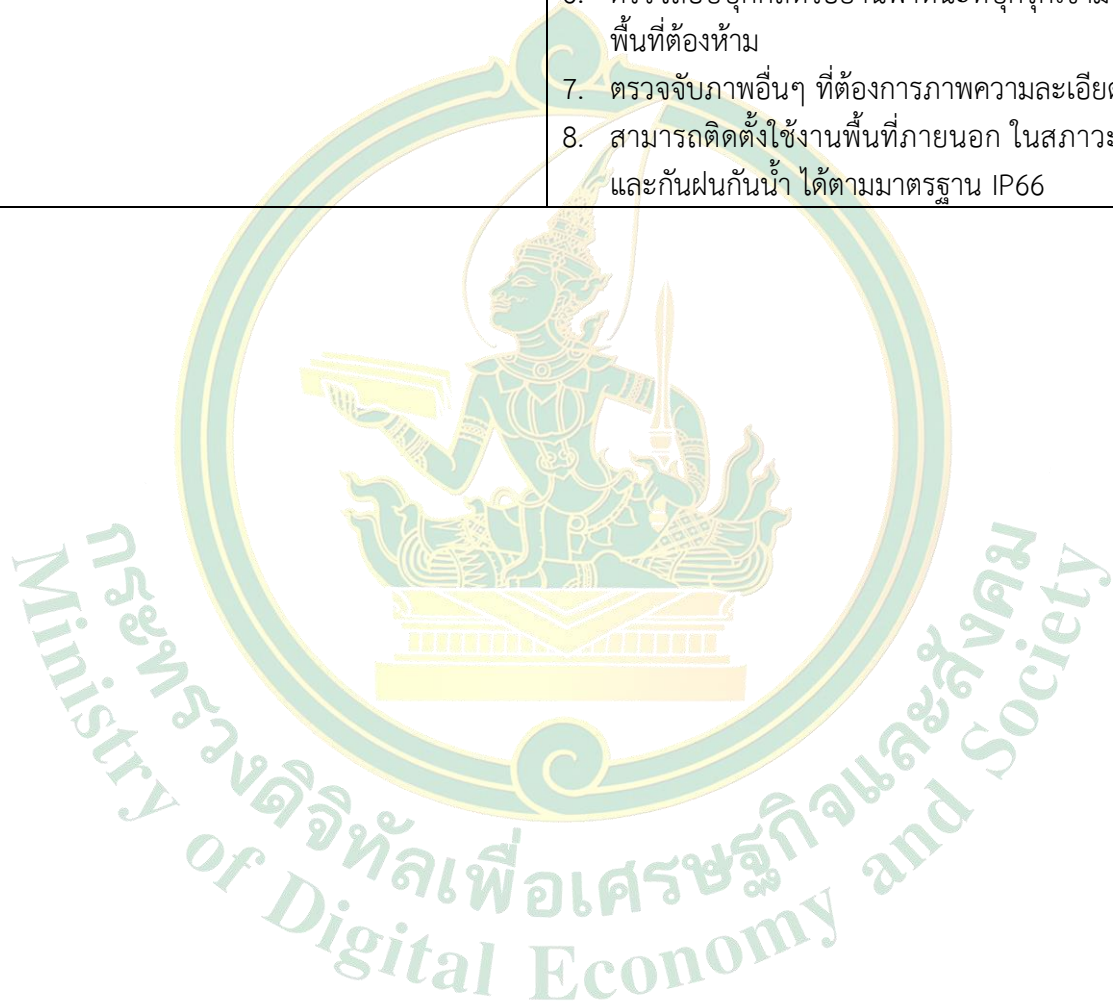 พื้นที่ต้องห้าม
7. ตรวจจับภาพอื่นๆ ที่ต้องการภาพความละเอียด
8. สามารถติดตั้งใช้งานพื้นที่ภายนอก ในสภาวะ
และกันฝนกันน้ำ ได้ตามมาตรฐาน IP66
กระทรวงดิจิทัลเพื่อเศรษฐกิจและสังคม
Ministry of Digital Economy and Society